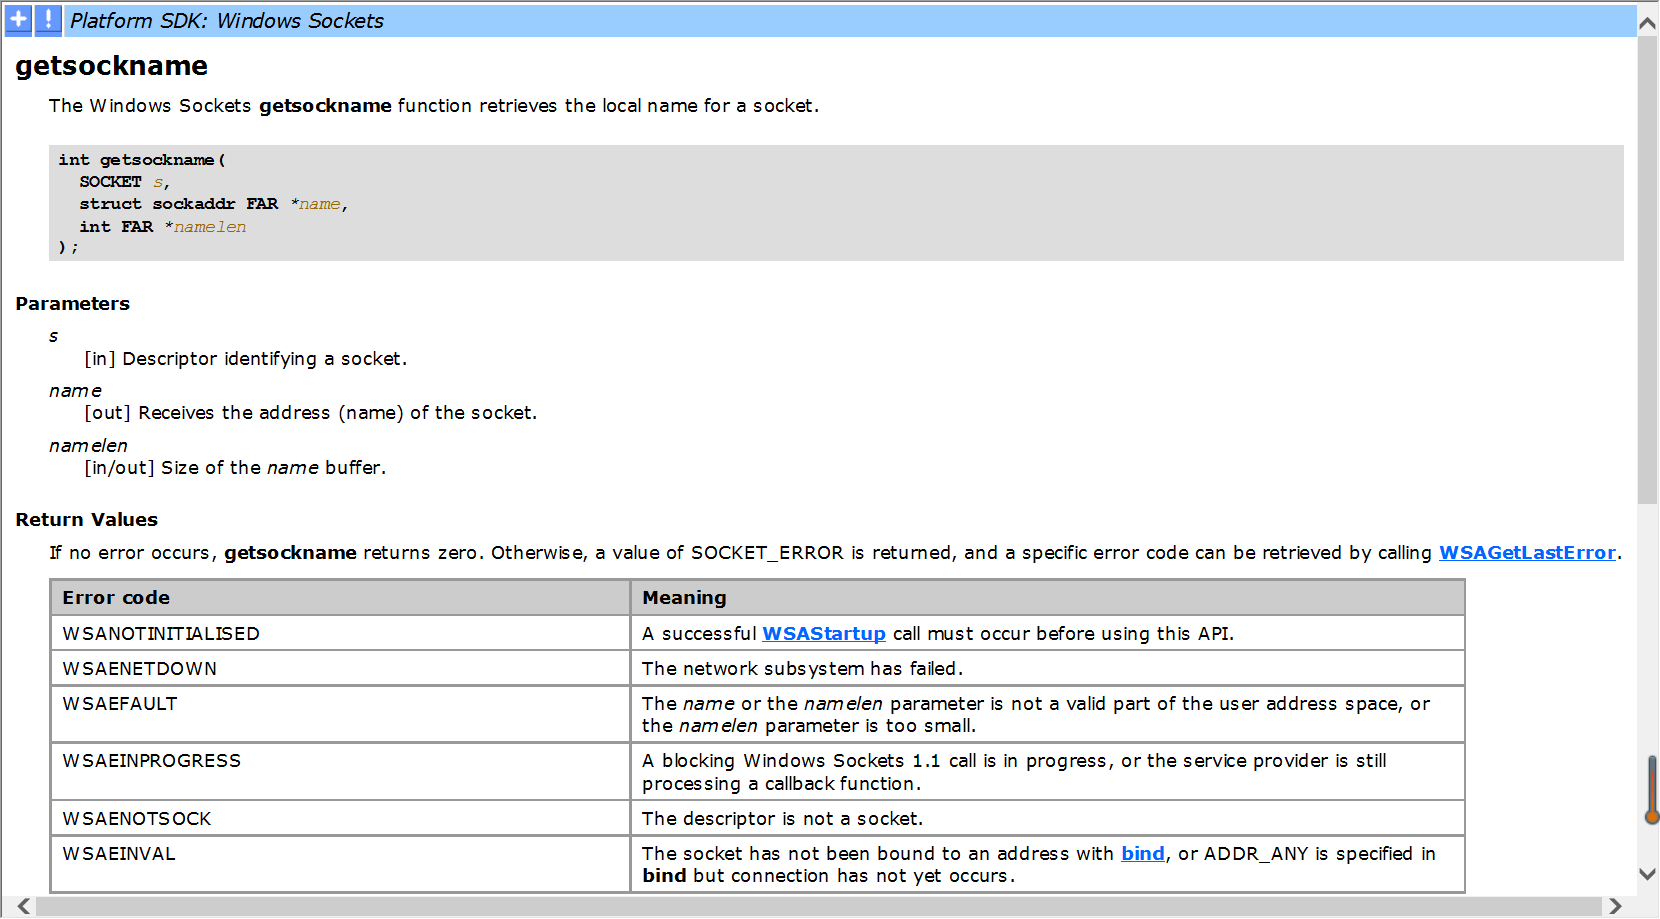 Platform SDK: Windows Sockets
getsockname
The Windows Sockets getsockname function retrieves the local name for a socket.
int getsockname(
SOCKET s,
struct sockaddr FAR *name,
int FAR *namelen
);
Parameters
s
[in] Descriptor identifying a socket.
name
[out] Receives the address (name) of the socket.
namelen
[in/out] Size of the name buffer.
Return Values
If no error occurs, getsockname returns zero. Otherwise, a value of SOCKET_ERROR is returned, and a specific error code can be retrieved by calling WSAGetLastError.
Error code Meaning
WSANOTINITIALISED A successful WSAStartup call must occur before using this API.
WSAENETDOWN The network subsystem has failed.
WSAEFAULT The name or the namelen parameter is not a valid part of the user address space, or
the namelen parameter is too small.
WSAEINPROGRESS A blocking Windows Sockets 1.1 call is in progress, or the service provider is still
processing a callback function.
WSAENOTSOCK The descriptor is not a socket.
WSAEINVAL The socket has not been bound to an address with bind, or ADDR_ANY is specified in
bind but connection has not yet occurs.